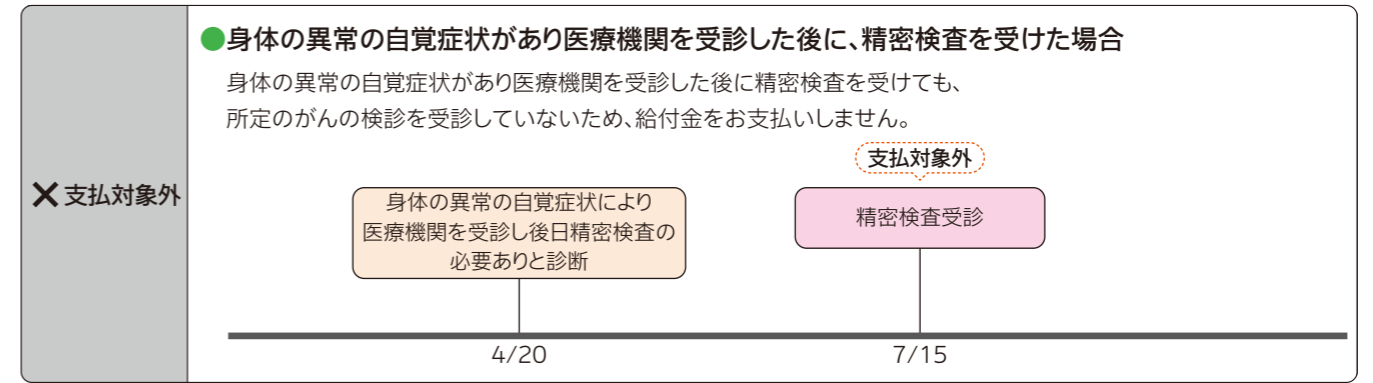 ●身体の異常の自覚症状があり医療機関を受診した後に、精密検査を受けた場合
身体の異常の自覚症状があり医療機関を受診した後に精密検査を受けても、
所定のがんの検診を受診していないため、給付金をお支払いしません。
支払対象外
✕支払対象外
身体の異常の自覚症状により
医療機関を受診し後日精密検査の
必要ありと診断
精密検査受診
4/20
7/15